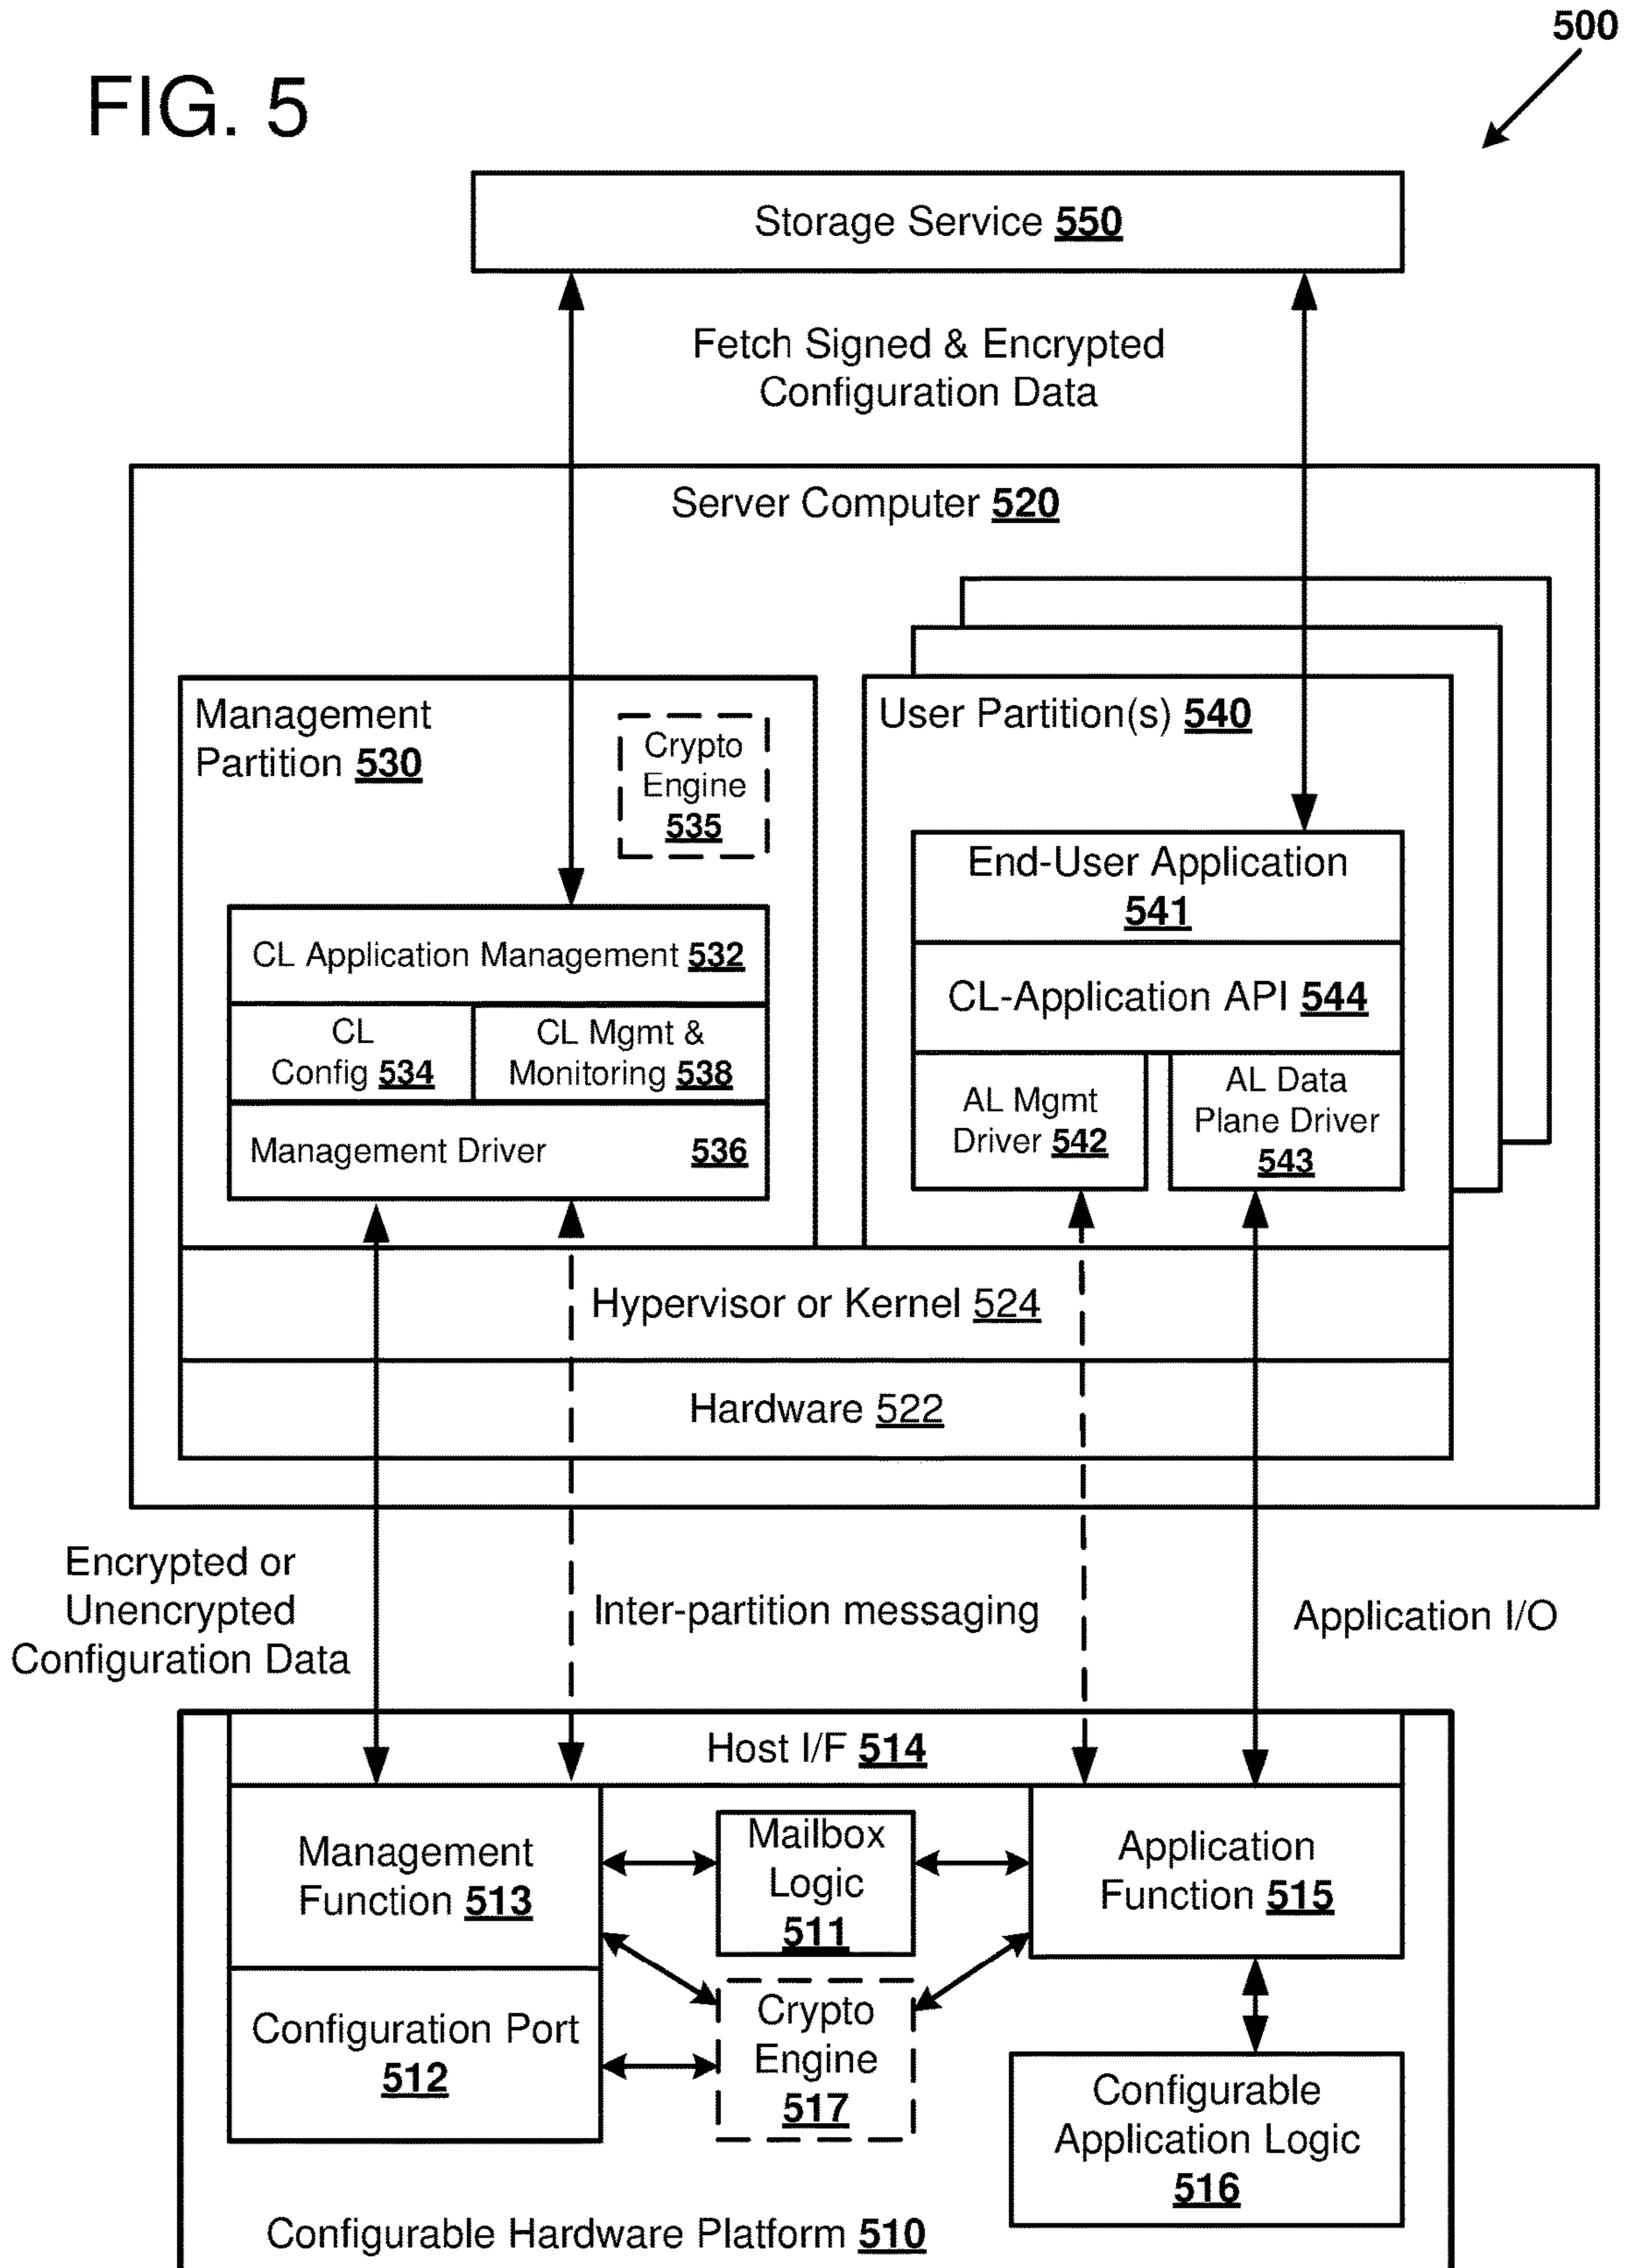 500
FIG. 5
Storage Service 550
Fetch Signed & Encrypted
Configuration Data
Server Computer 520
Management
Partition 530
Crypto
Engine
535
User Partition(s) 540
End-User Application
541
CL Application Management 532
CL-Application API 544
CL
Config 534
CL Mgmt &
Monitoring 538
AL Mgmt
Driver 542
AL Data
Plane Driver
543
Management Driver 536
Hypervisor or Kernel 524
Hardware 522
Encrypted or
Unencrypted
Configuration Data
Inter-partition messaging
Application I/O
Host I/F 514
Management
Function 513
Mailbox
Logic
511
Application
Function 515
Configuration Port
512
Crypto
Engine
517
Configurable
Application Logic
516
Configurable Hardware Platform 510